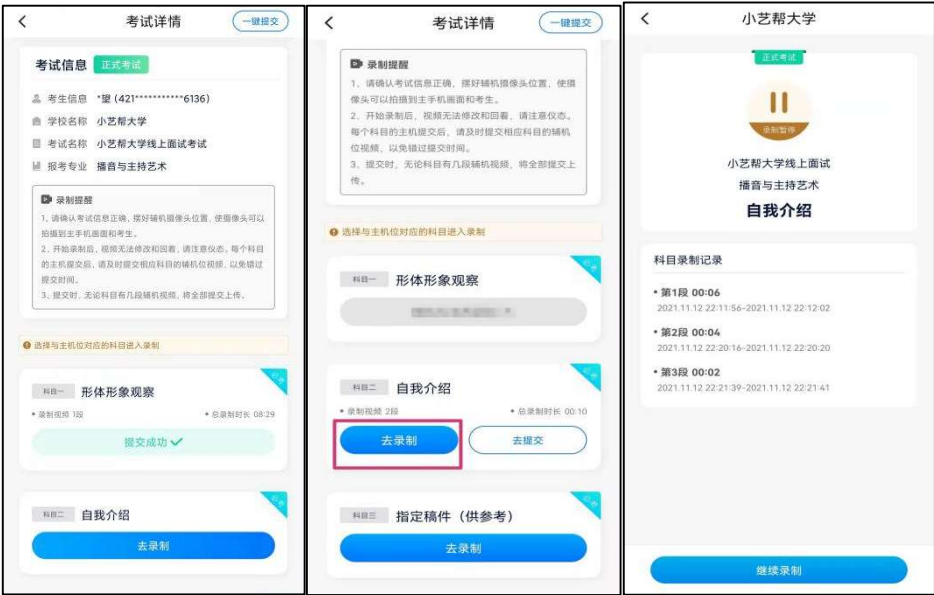 考试详情
一键提交
考试信息 正式考试
考生信息 *望 (421***********6136)
学校名称 小艺帮大学
考试名称 小艺帮大学线上面试考试
报考专业 播音与主持艺术
录制提醒
1、请确认考试信息正确，摆好辅机摄像头位置，使摄像头可以
拍摄到主手机画面和考生。
2、开始录制后，视频无法修改和回看，请注意仪态。每个科目
的主机提交后，请及时提交相应科目的辅机位视频，以免错过
提交时间。
3、提交时，无论科目有几段辅机视频，将全部提交上传。
选择与主机位对应的科目进入录制
科目一 形体形象观察
• 录制视频 1段 • 总录制时长 08:29
提交成功
科目二 自我介绍
去录制
考试详情
一键提交
录制提醒
1、请确认考试信息正确，摆好辅机摄像头位置，使摄
像头可以拍摄到主手机画面和考生。
2、开始录制后，视频无法修改和回看，请注意仪态。
每个科目的主机提交后，请及时提交相应科目的辅机
位视频，以免错过提交时间。
3、提交时，无论科目有几段辅机视频，将全部提交上
传。
选择与主机位对应的科目进入录制
科目一 形体形象观察
科目二 自我介绍
• 录制视频 2段 • 总录制时长 00:10
去录制 去提交
科目三 指定稿件（供参考）
去录制
小艺帮大学
正式考试
录制暂停
小艺帮大学线上面试
播音与主持艺术
自我介绍
科目录制记录
• 第1段 00:06
2021.11.12 22:11:56-2021.11.12 22:12:02
• 第2段 00:04
2021.11.12 22:20:16-2021.11.12 22:20:20
• 第3段 00:02
2021.11.12 22:21:39-2021.11.12 22:21:41
继续录制